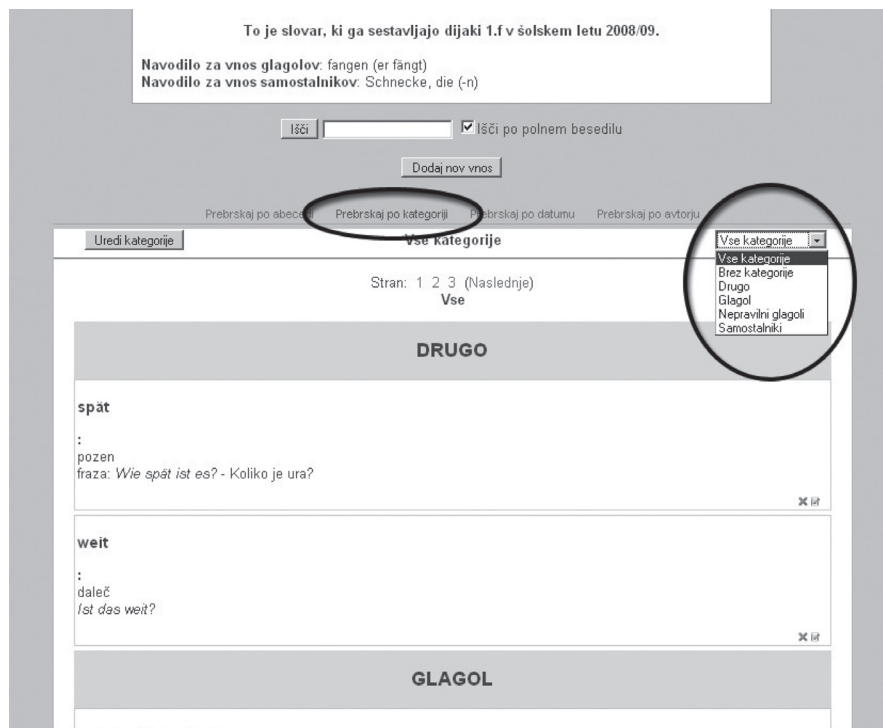 To je slovar, ki ga sestavljajo dijaki 1.f v šolskem letu 2008/09.
Navodilo za vnos glagolov: fangen (er fängt)
Navodilo za vnos samostalnikov: Schnecke, die (-n)
Išči Išči po polnem besedilu
Dodaj nov vnos
Prebrskaj po abecedi Prebrskaj po kategoriji Prebrskaj po datumu Prebrskaj po avtorju
Uredi kategorije Vse kategorije Vse kategorije
Vse kategorije
Brez kategorije
Drugo
Glagol
Nepravilni glagoli
Samostalniki
Stran: 1 2 3 (Naslednje)
Vse
DRUGO
spät
:
pozen
fraza: Wie spät ist es? - Koliko je ura?
weit
:
daleč
Ist das weit?
GLAGOL